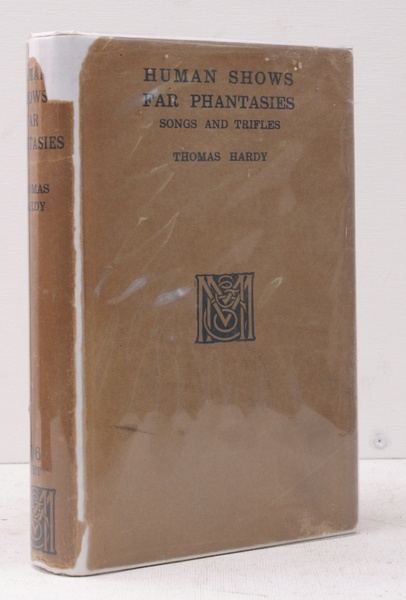 HUMAN SHOWS
FAR PHANTASIES
SONGS AND TRIFLES
THOMAS HARDY